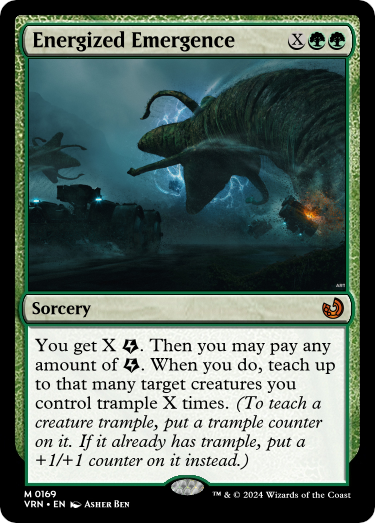 Energized Emergence X
ART
Sorcery
You get X . Then you may pay any
amount of . When you do, teach up
to that many target creatures you
control trample X times. (To teach a
creature trample, put a trample counter
on it. If it already has trample, put a
+1/+1 counter on it instead.)
M 0169
VRN • EN Asher Ben
™ & © 2024 Wizards of the Coast